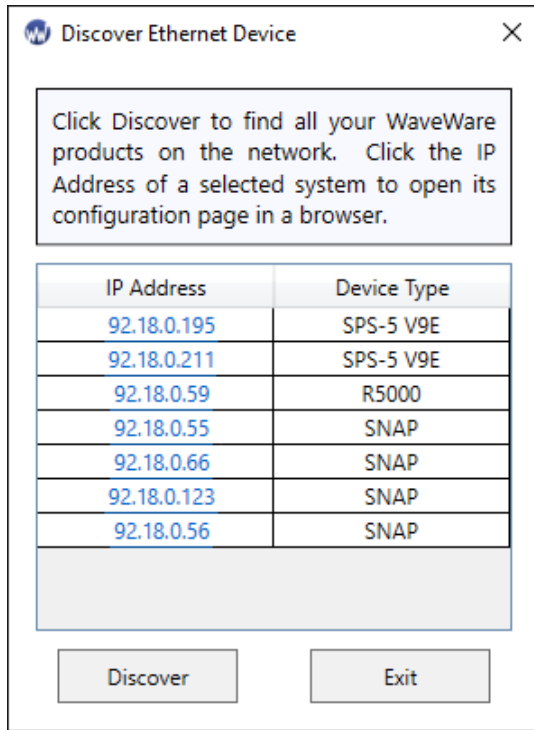 Discover Ethernet Device
Click Discover to find all your WaveWare
products on the network. Click the IP
Address of a selected system to open its
configuration page in a browser.
IP Address Device Type
92.18.0.195 SPS-5 V9E
92.18.0.211 SPS-5 V9E
92.18.0.59 R5000
92.18.0.55 SNAP
92.18.0.66 SNAP
92.18.0.123 SNAP
92.18.0.56 SNAP
Discover Exit